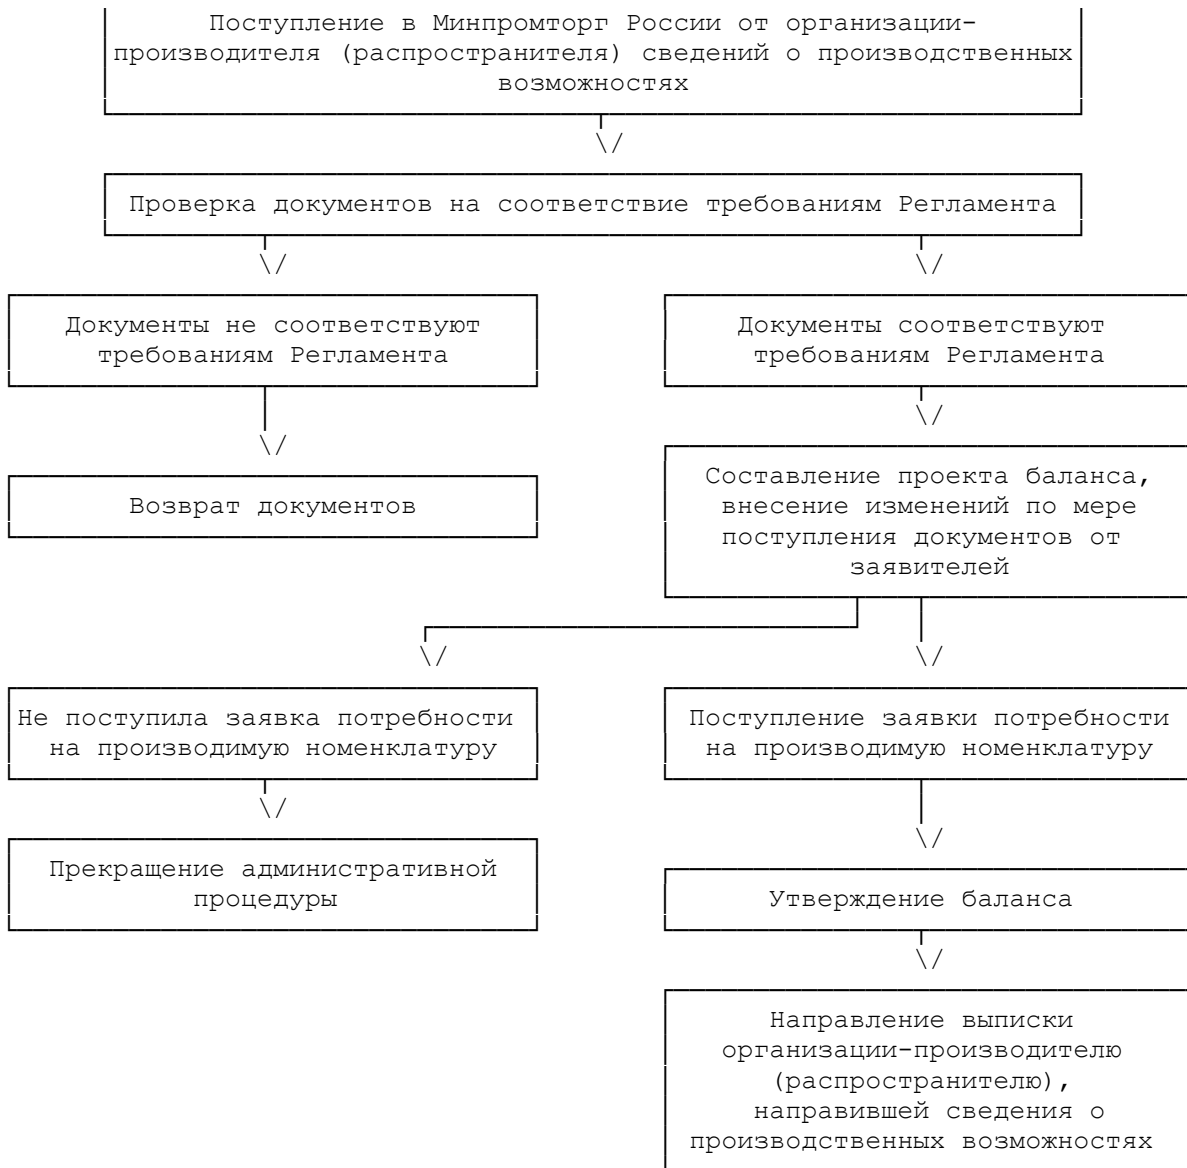 Поступление в Минпромторг России от организации-
производителя (распространителя) сведений о производственных
возможностях
Проверка документов на соответствие требованиям Регламента
Документы не соответствуют
требованиям Регламента
Документы соответствуют
требованиям Регламента
Возврат документов
Составление проекта баланса,
внесение изменений по мере
поступления документов от
заявителей
Не поступила заявка потребности
на производимую номенклатуру
Поступление заявки потребности
на производимую номенклатуру
Прекращение административной
процедуры
Утверждение баланса
Направление выписки
организации-производителю
(распространителю),
направившей сведения о
производственных возможностях